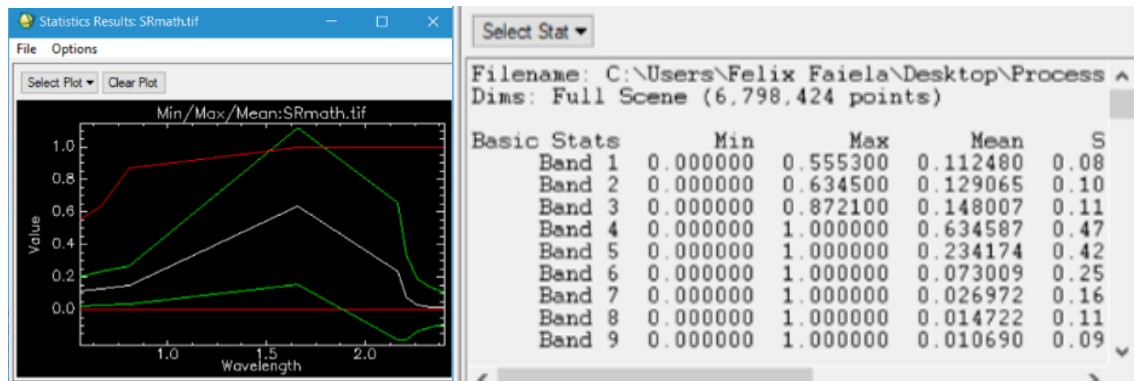 Statistics Results: SRmath.tif
File Options
Select Plot Clear Plot
Min/Max/Mean:SRmath.tif
1.0
0.8
0.6
0.4
0.2
0.0
Value
1.0 1.5 2.0
Wavelength
Select Stat
Filename: C:\Users\Felix Faiela\Desktop\Process
Dims: Full Scene (6,798,424 points)
Basic Stats Min Max Mean S
Band 1 0.000000 0.555300 0.112480 0.08
Band 2 0.000000 0.634500 0.129065 0.10
Band 3 0.000000 0.872100 0.148007 0.11
Band 4 0.000000 1.000000 0.634587 0.47
Band 5 0.000000 1.000000 0.234174 0.42
Band 6 0.000000 1.000000 0.073009 0.25
Band 7 0.000000 1.000000 0.026972 0.16
Band 8 0.000000 1.000000 0.014722 0.11
Band 9 0.000000 1.000000 0.010690 0.09